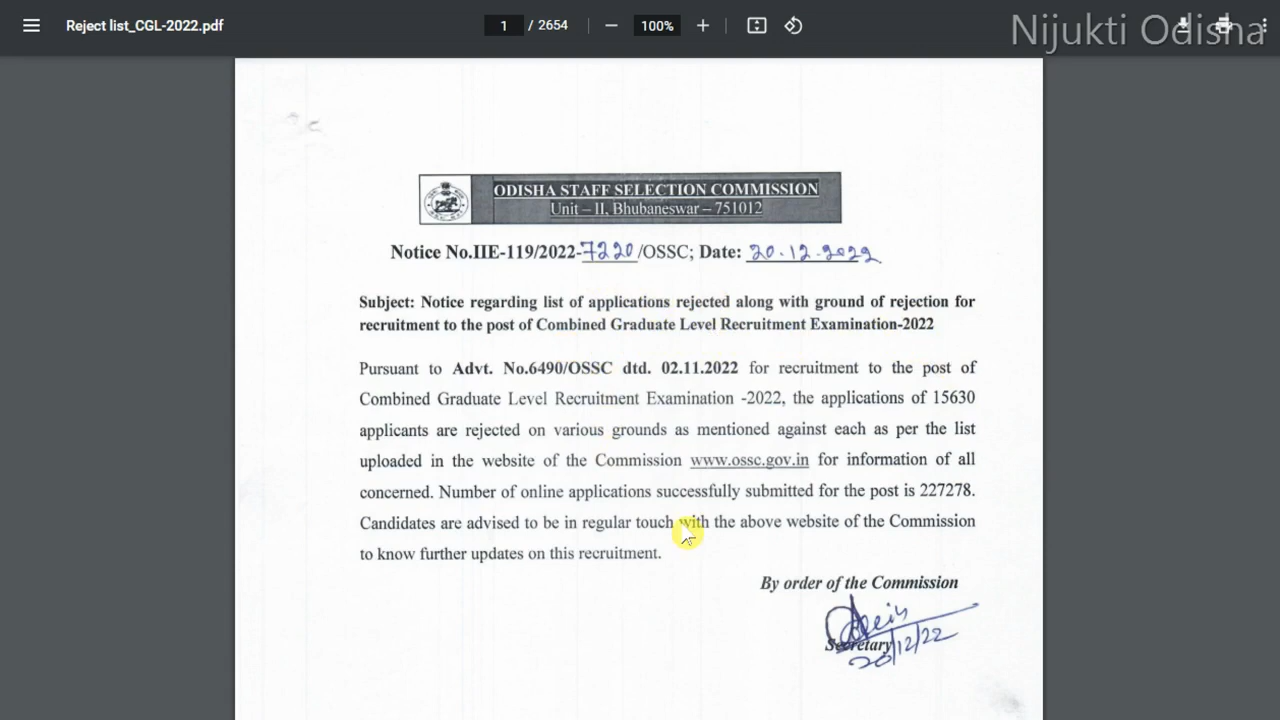 Reject list_CGL-2022.pdf
1 / 2654
100%
Nijukti Odisha
ODISHA STAFF SELECTION COMMISSION
Unit – II, Bhubaneswar – 751012
Notice No.IIE-119/2022-7220/OSSC; Date: 20.12.2022
Subject: Notice regarding list of applications rejected along with ground of rejection for
recruitment to the post of Combined Graduate Level Recruitment Examination-2022
Pursuant to Advt. No.6490/OSSC dtd. 02.11.2022 for recruitment to the post of
Combined Graduate Level Recruitment Examination -2022, the applications of 15630
applicants are rejected on various grounds as mentioned against each as per the list
uploaded in the website of the Commission www.ossc.gov.in for information of all
concerned. Number of online applications successfully submitted for the post is 227278.
Candidates are advised to be in regular touch with the above website of the Commission
to know further updates on this recruitment.
By order of the Commission
Secretary
20/12/22